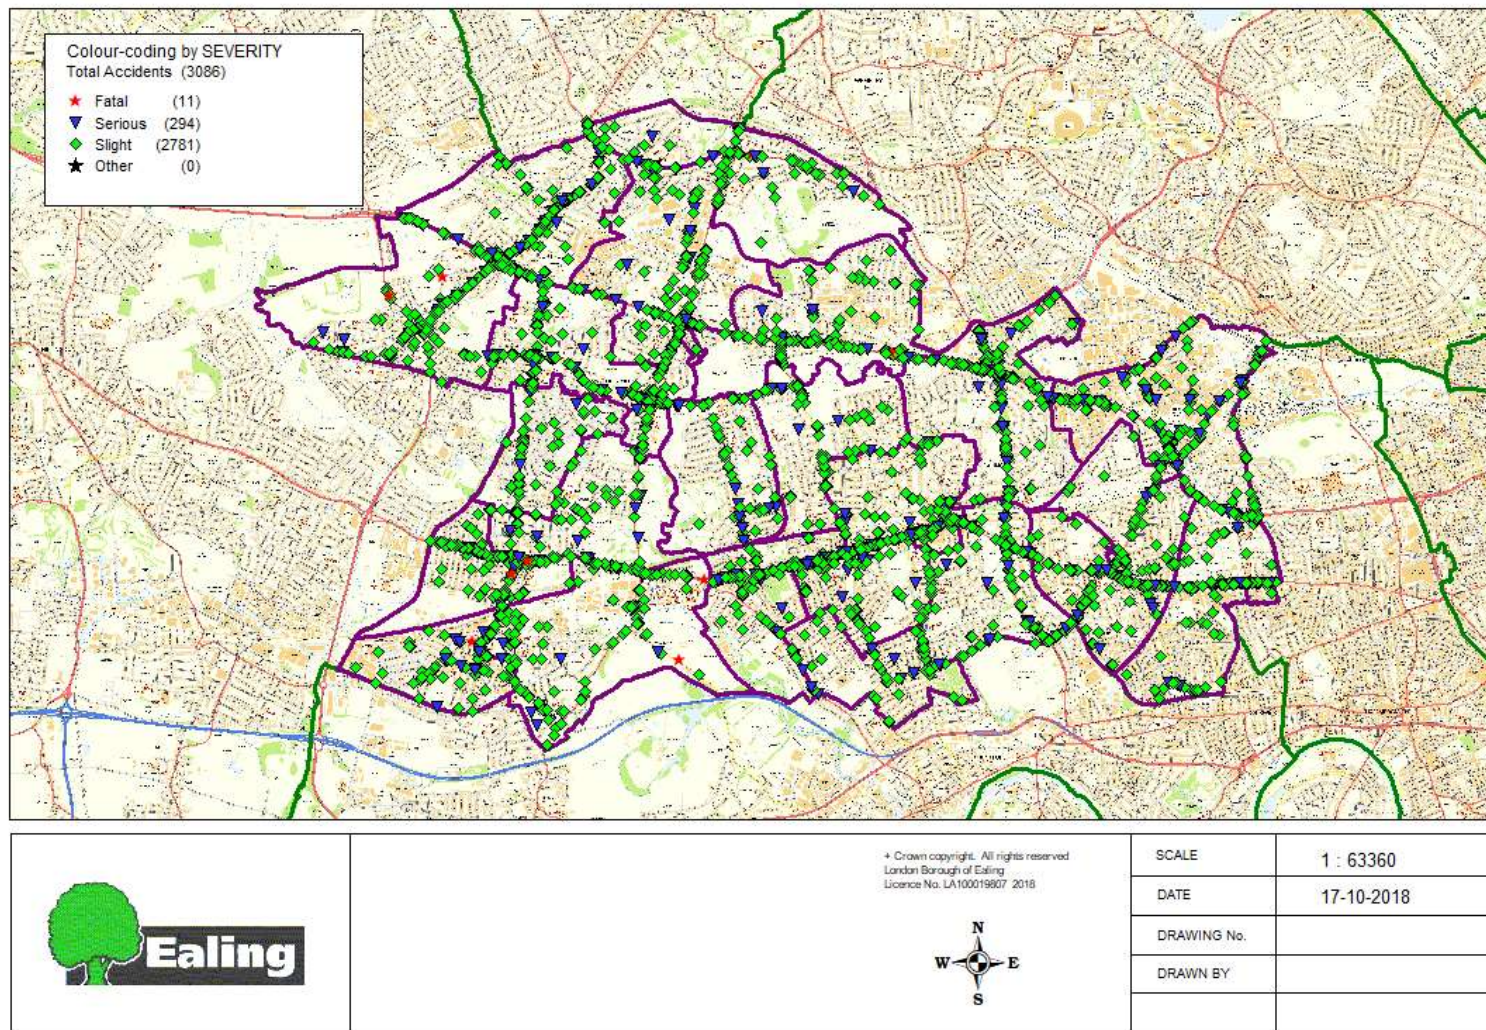 Colour-coding by SEVERITY
Total Accidents (3086)
Fatal (11)
Serious (294)
Slight (2781)
Other (0)
Ealing
+ Crown copyright. All rights reserved
London Borough of Ealing
Licence No. LA100019807 2018
N
W E
S
SCALE 1 : 63360
DATE 17-10-2018
DRAWING No.
DRAWN BY